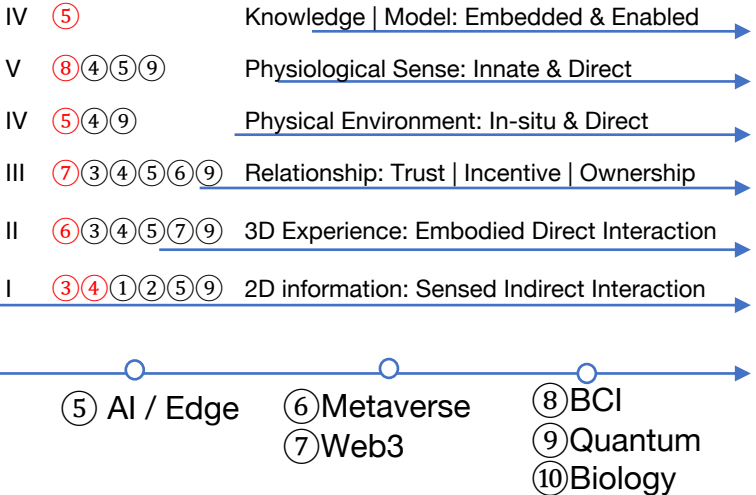 IV ⑤ Knowledge | Model: Embedded & Enabled
V ⑧④⑤⑨ Physiological Sense: Innate & Direct
IV ⑤④⑨ Physical Environment: In-situ & Direct
III ⑦③④⑤⑥⑨ Relationship: Trust | Incentive | Ownership
II ⑥③④⑤⑦⑨ 3D Experience: Embodied Direct Interaction
I ③④①②⑤⑨ 2D information: Sensed Indirect Interaction
⑤ AI / Edge
⑥Metaverse
⑦Web3
⑧BCI
⑨Quantum
⑩Biology